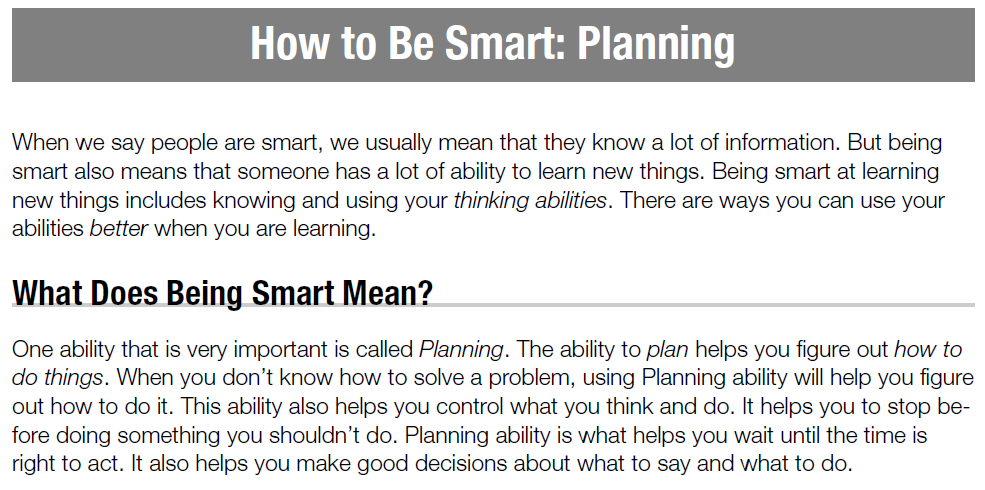 How to Be Smart: Planning
When we say people are smart, we usually mean that they know a lot of information. But being
smart also means that someone has a lot of ability to learn new things. Being smart at learning
new things includes knowing and using your thinking abilities. There are ways you can use your
abilities better when you are learning.
What Does Being Smart Mean?
One ability that is very important is called Planning. The ability to plan helps you figure out how to
do things. When you don’t know how to solve a problem, using Planning ability will help you figure
out how to do it. This ability also helps you control what you think and do. It helps you to stop be-
fore doing something you shouldn’t do. Planning ability is what helps you wait until the time is
right to act. It also helps you make good decisions about what to say and what to do.